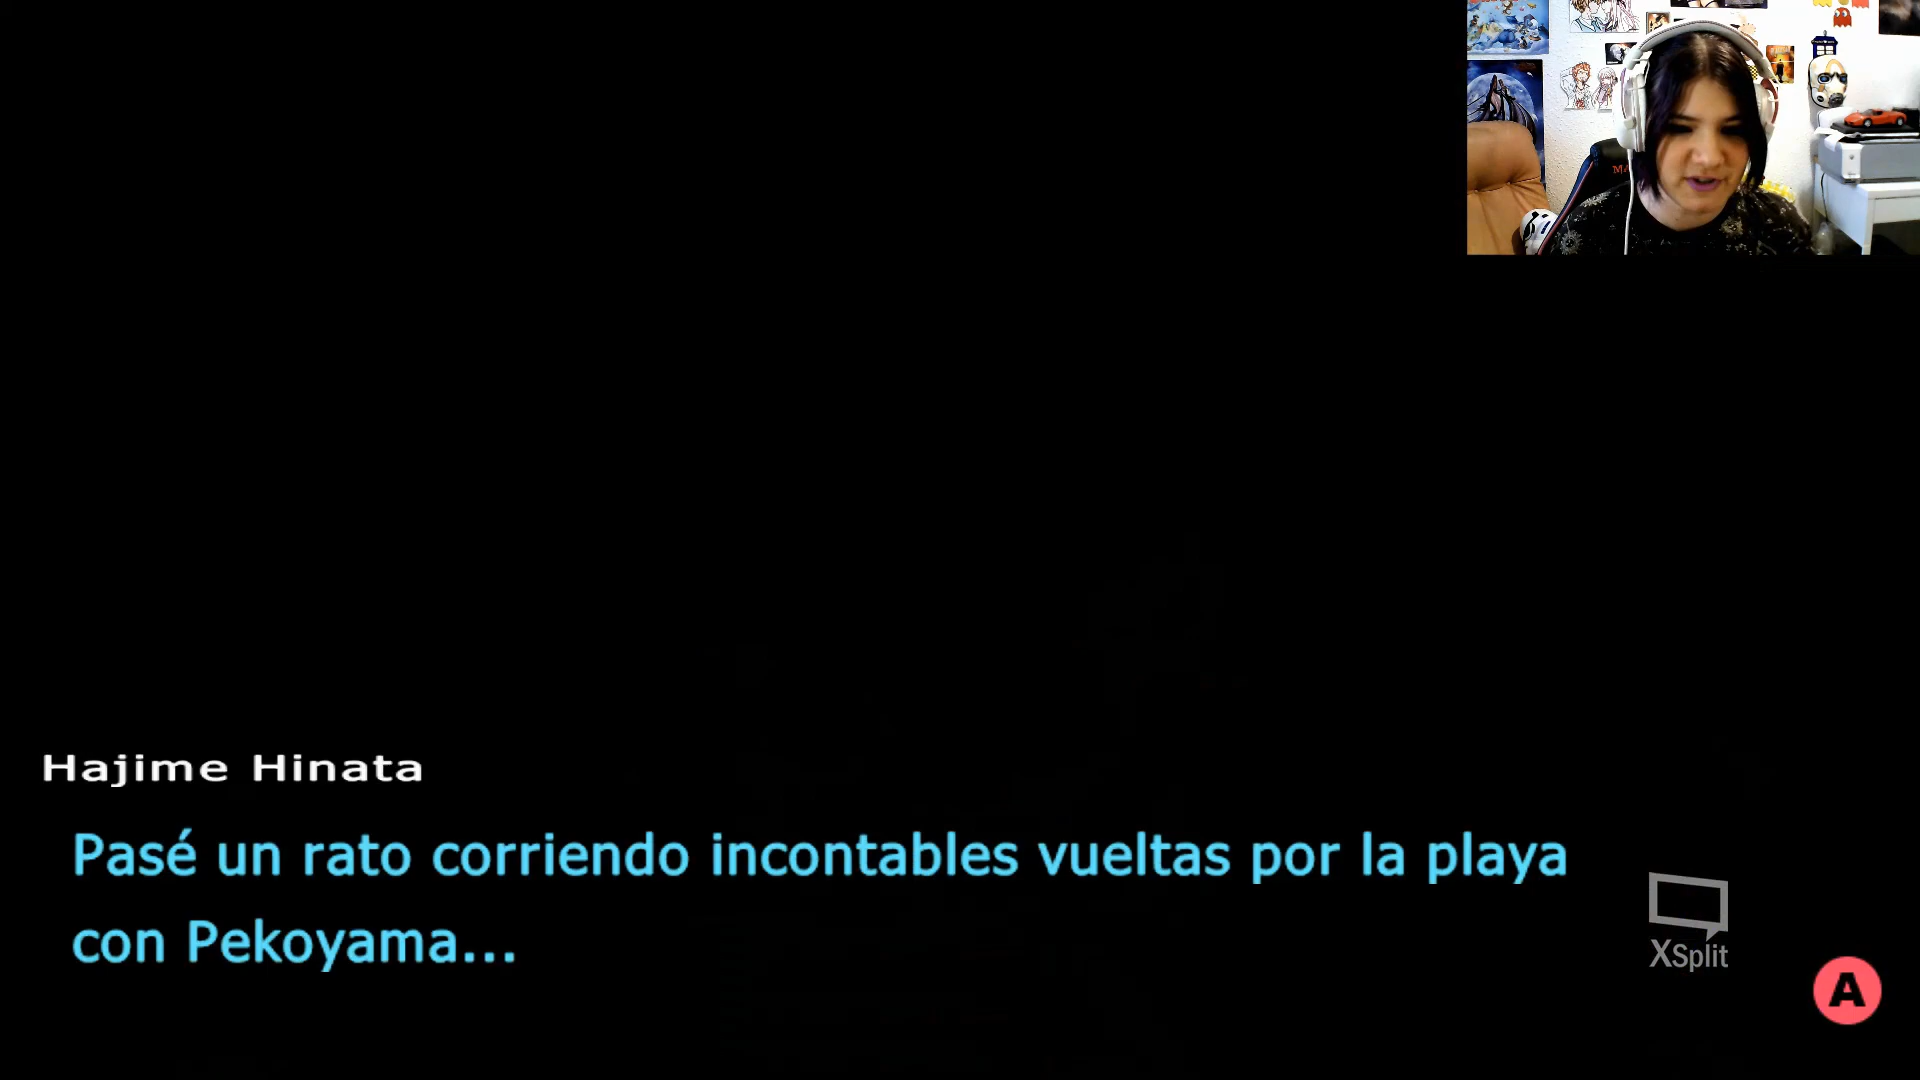 Hajime Hinata
Pasé un rato corriendo incontables vueltas por la playa
con Pekoyama...
XSplit
A